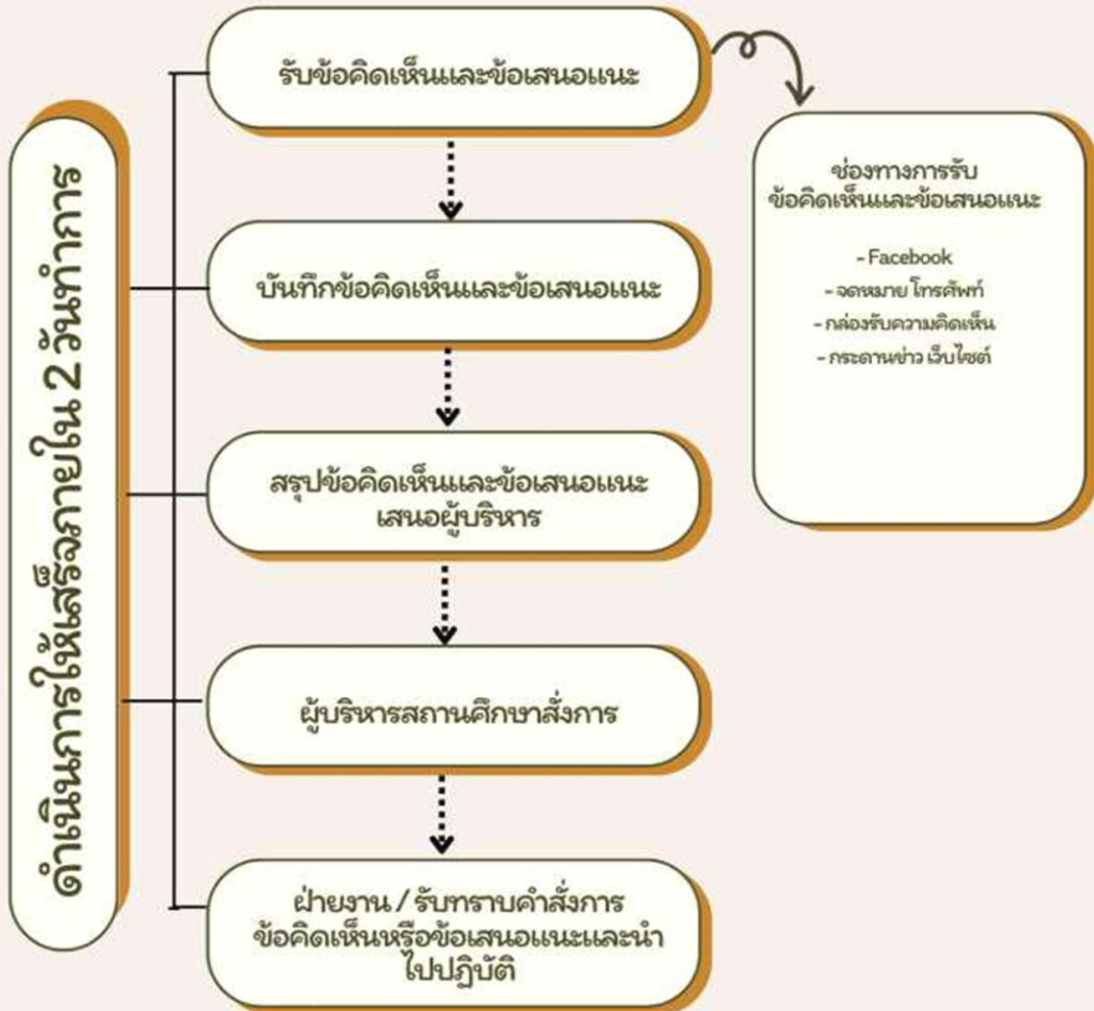 รับข้อคิดเห็นและข้อเสนอแนะ
ช่องทางการรับ
ข้อคิดเห็นและข้อเสนอแนะ
- Facebook
- จดหมาย โทรศัพท์
- กล่องรับความคิดเห็น
- กระดานข่าว เว็บไซต์
ดำเนินการให้เสร็จภายใน 2 วันทำการ
บันทึกข้อคิดเห็นและข้อเสนอแนะ
สรุปข้อคิดเห็นและข้อเสนอแนะ
เสนอผู้บริหาร
ผู้บริหารสถานศึกษาสั่งการ
ฝ่ายงาน / รับทราบคำสั่งการ
ข้อคิดเห็นหรือข้อเสนอแนะและนำ
ไปปฏิบัติ